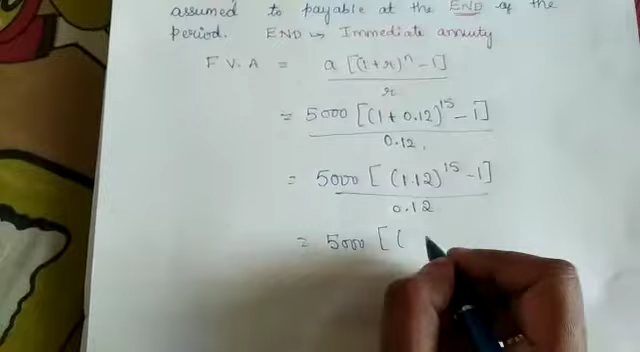 assumed to payable at the END of the
period. END ↳ Immediate annuity
F V. A = a [(1+r)^n - 1] / r
= 5000 [(1 + 0.12)^15 - 1] / 0.12.
= 5000 [ (1.12)^15 - 1] / 0.12
= 5000 [ (